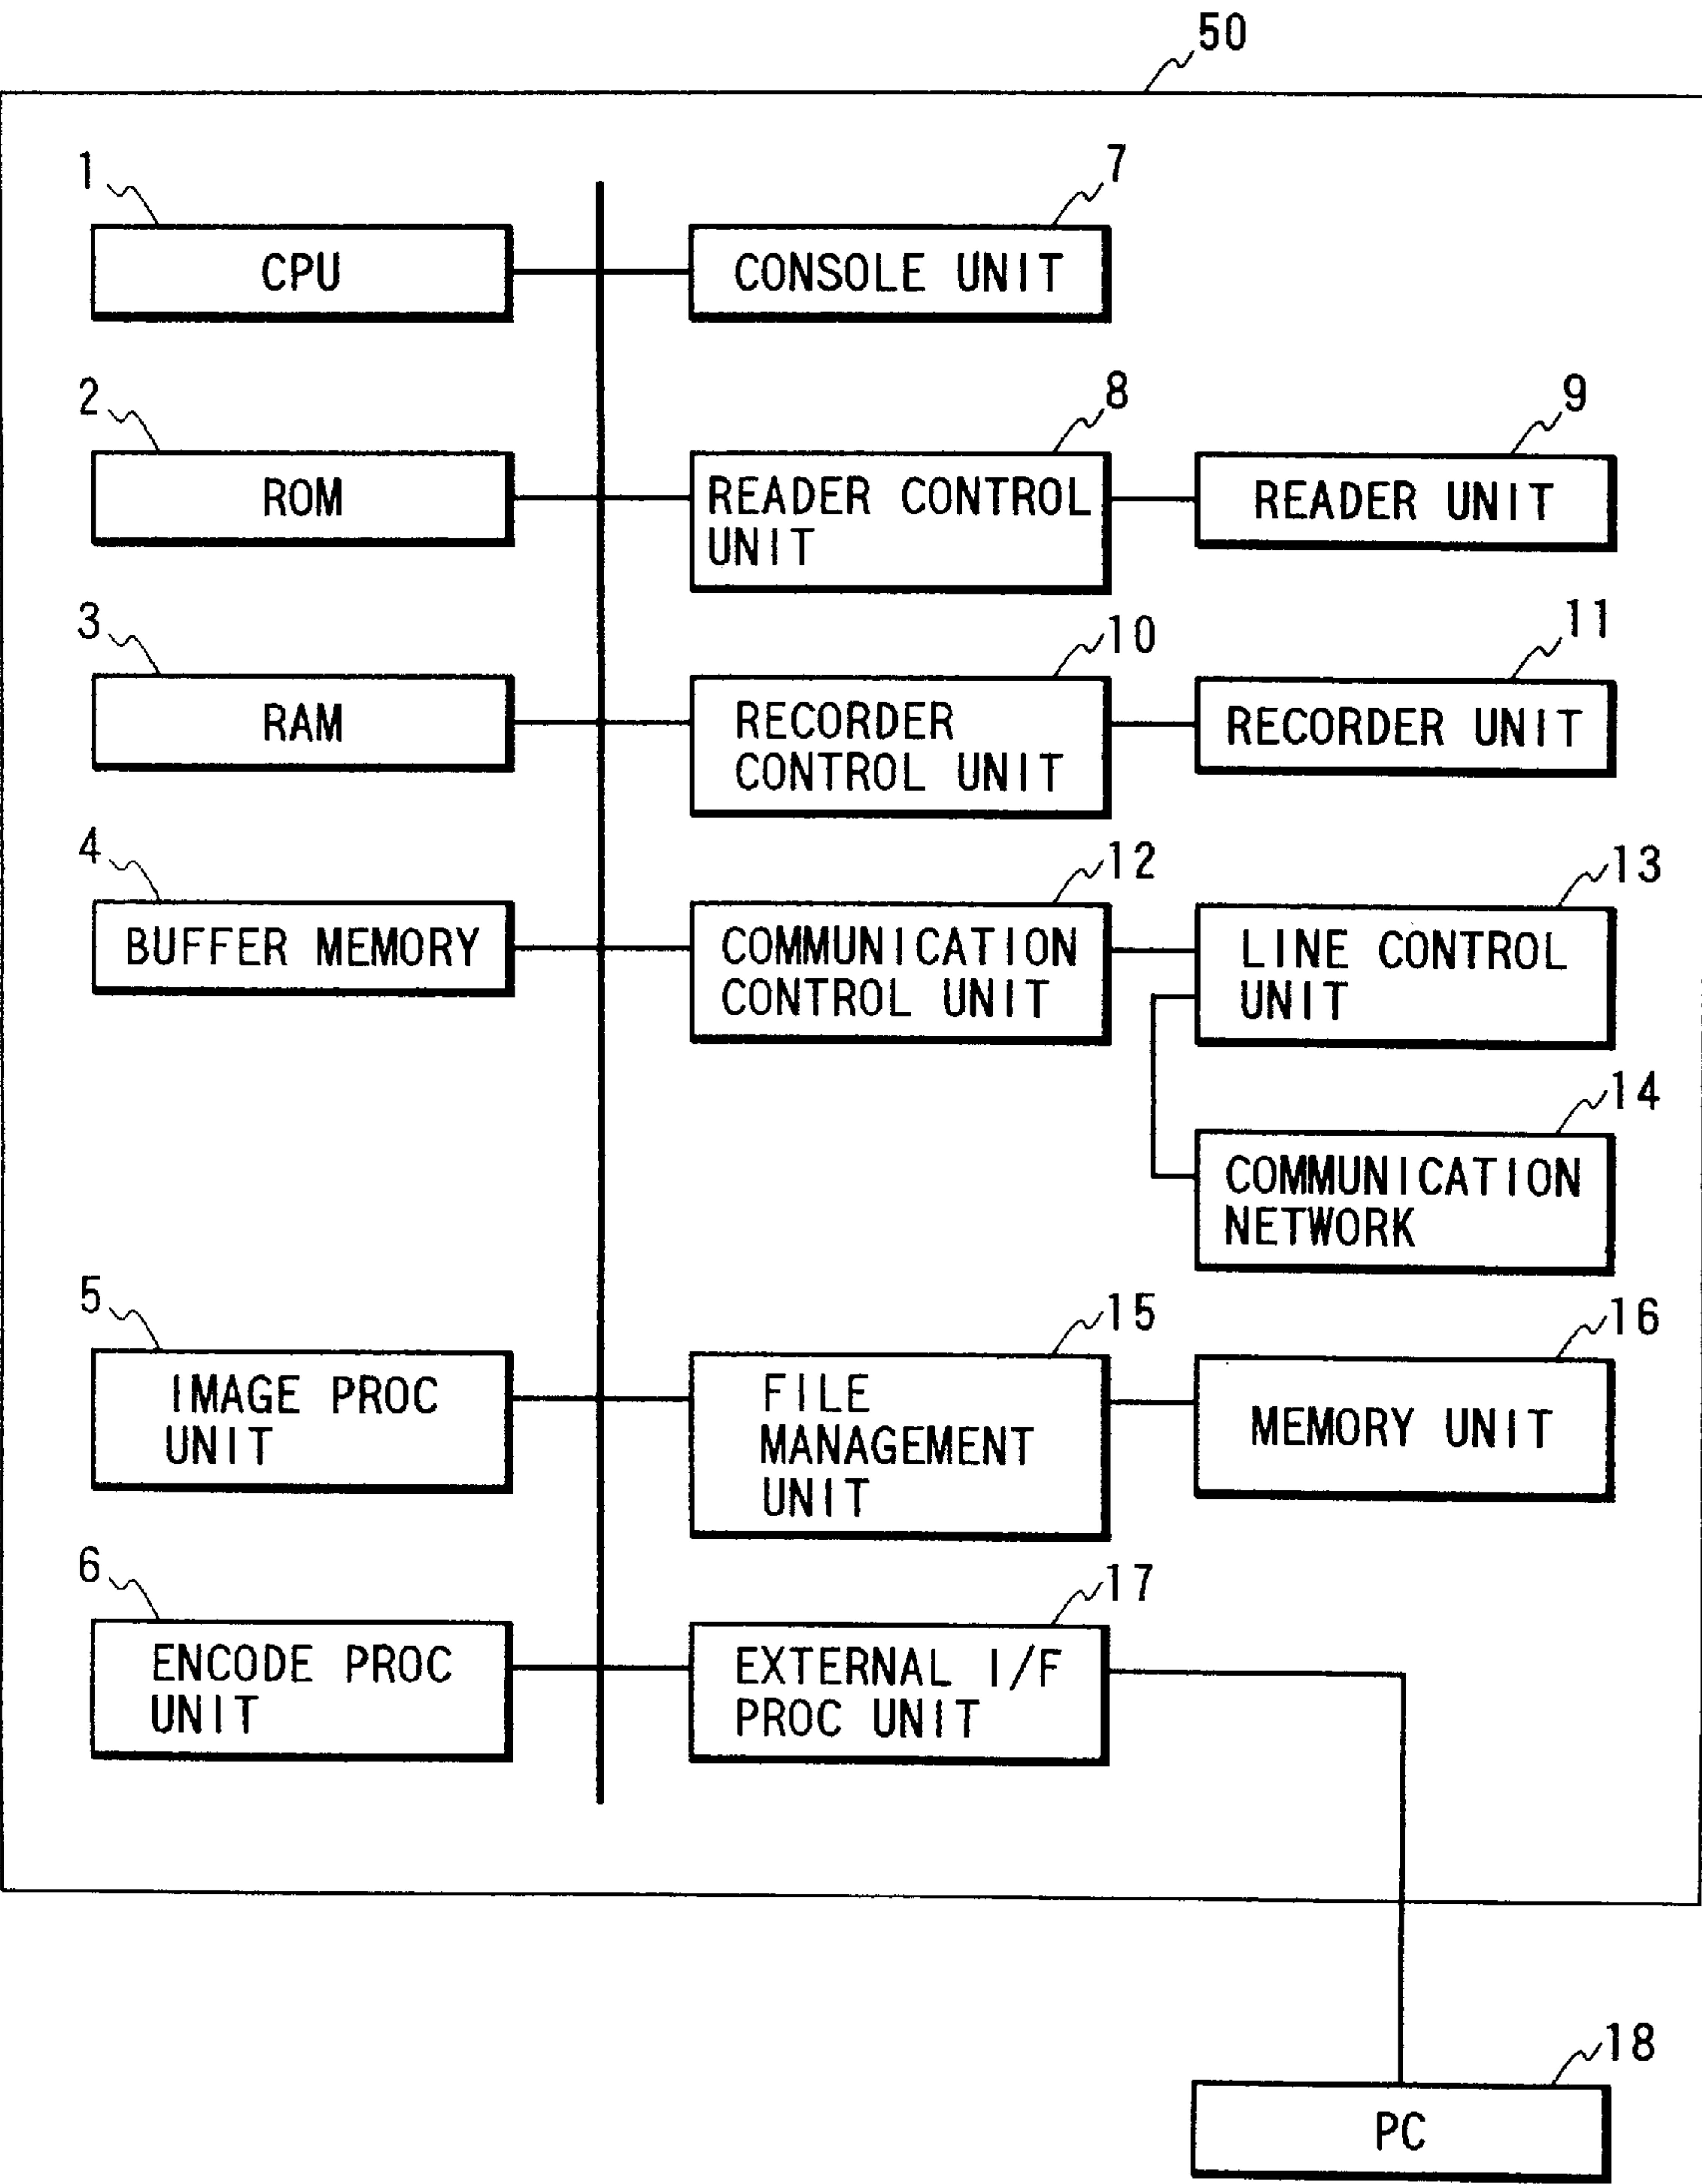 50
1
CPU
7
CONSOLE UNIT
2
ROM
8
READER CONTROL
UNIT
9
READER UNIT
3
RAM
10
RECORDER
CONTROL UNIT
11
RECORDER UNIT
4
BUFFER MEMORY
12
COMMUNICATION
CONTROL UNIT
13
LINE CONTROL
UNIT
14
COMMUNICATION
NETWORK
5
IMAGE PROC
UNIT
15
FILE
MANAGEMENT
UNIT
16
MEMORY UNIT
6
ENCODE PROC
UNIT
17
EXTERNAL I/F
PROC UNIT
18
PC